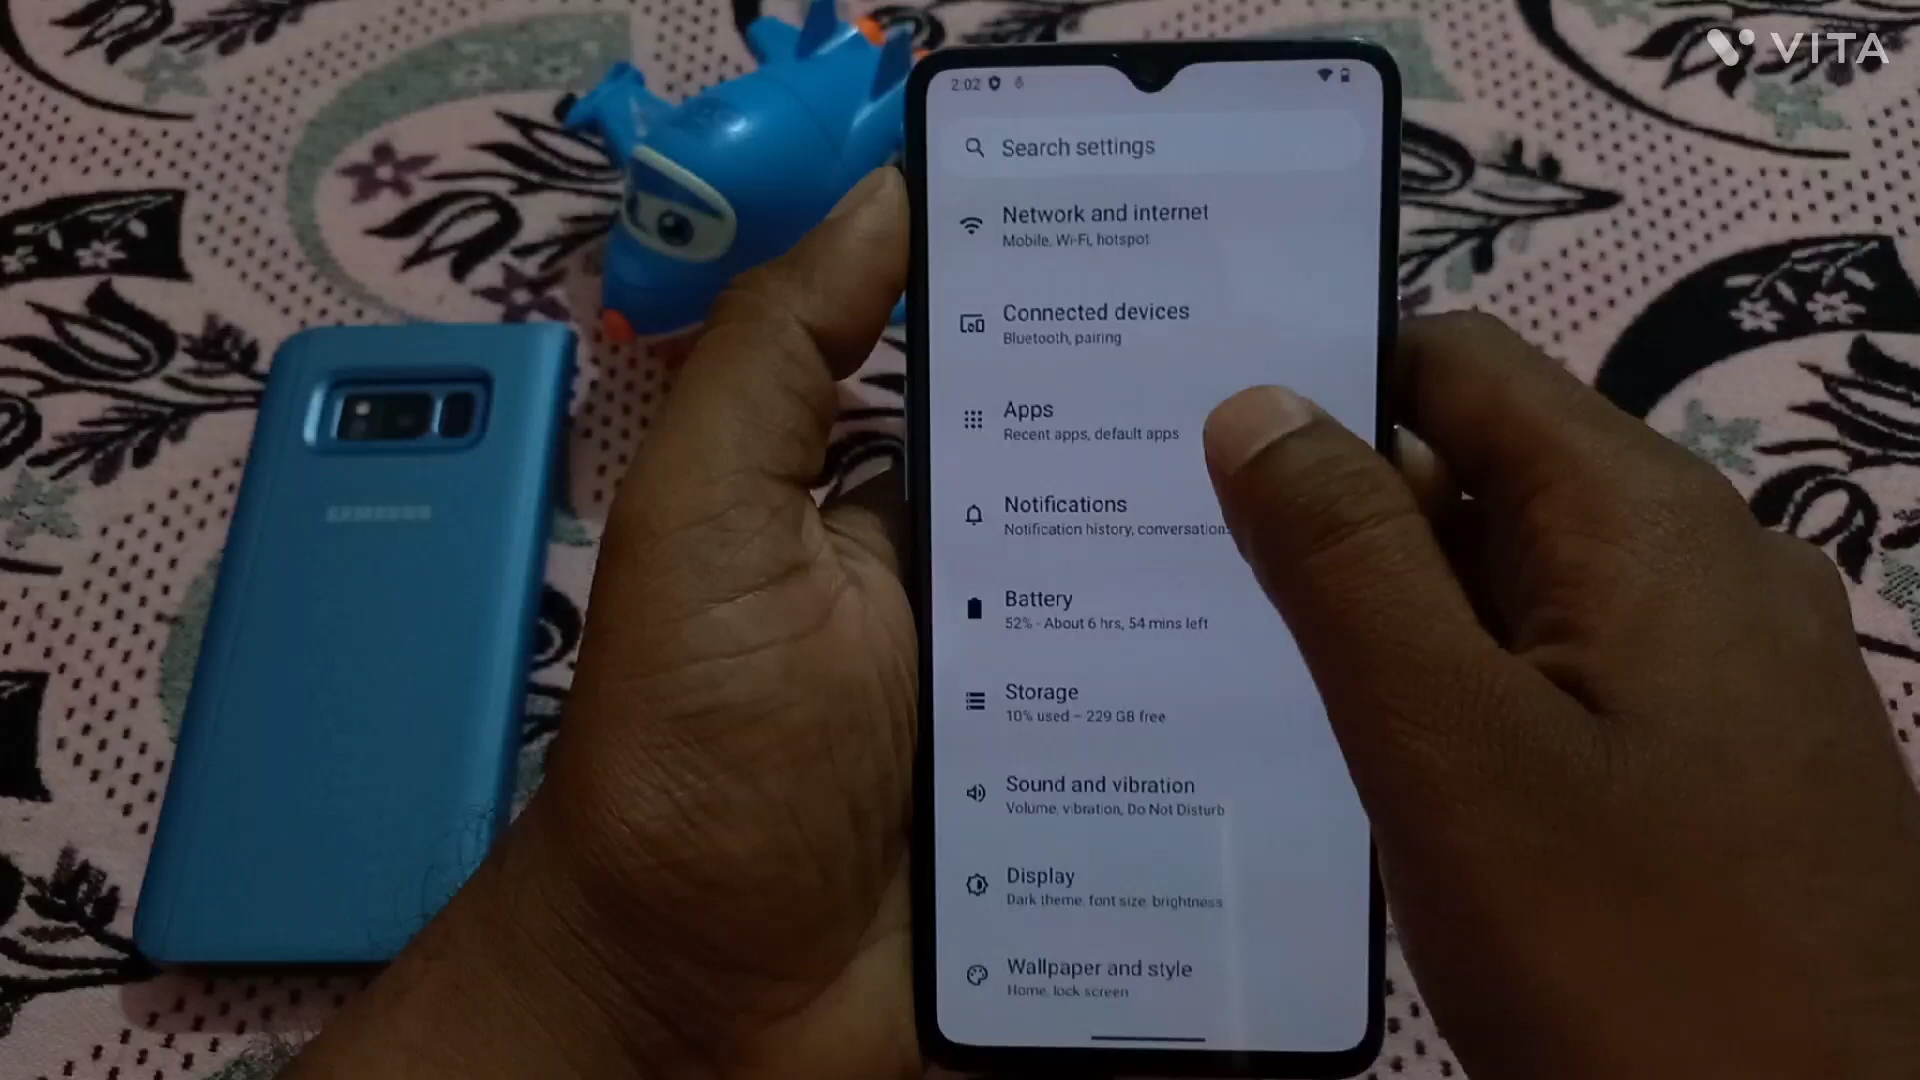 VITA
2:02
Search settings
Network and internet
Mobile, Wi-Fi, hotspot
Connected devices
Bluetooth, pairing
Apps
Recent apps, default apps
Notifications
Notification history, conversations
Battery
52% - About 6 hrs, 54 mins left
Storage
10% used – 229 GB free
Sound and vibration
Volume, vibration, Do Not Disturb
Display
Dark theme, font size, brightness
Wallpaper and style
Home, lock screen
SAMSUNG